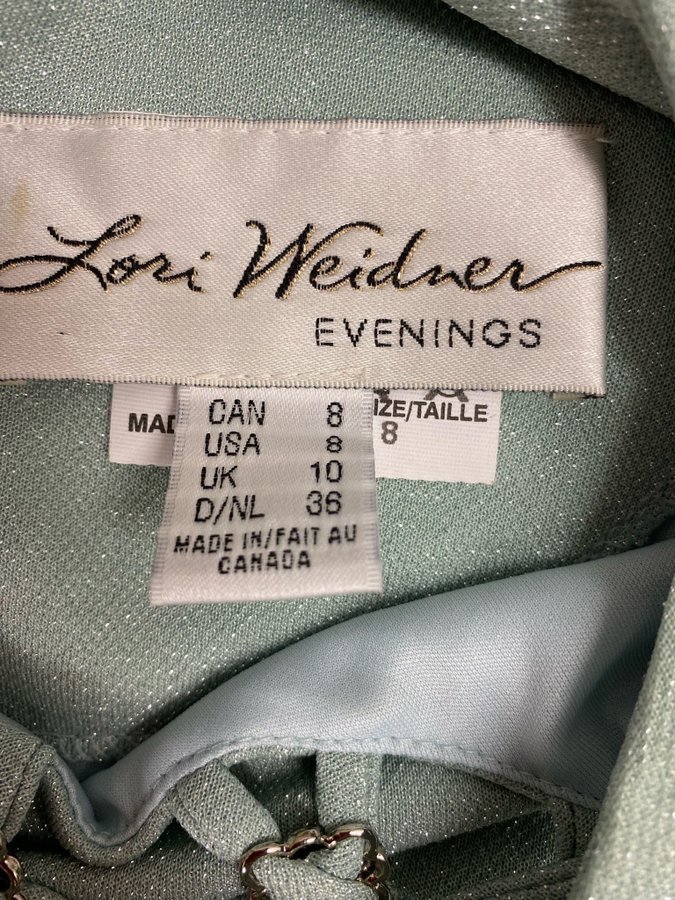 Lori Weidner
EVENINGS
CAN 8
USA 8
UK 10
D/NL 36
MADE IN/FAIT AU
CANADA
IZE/TAILLE
8